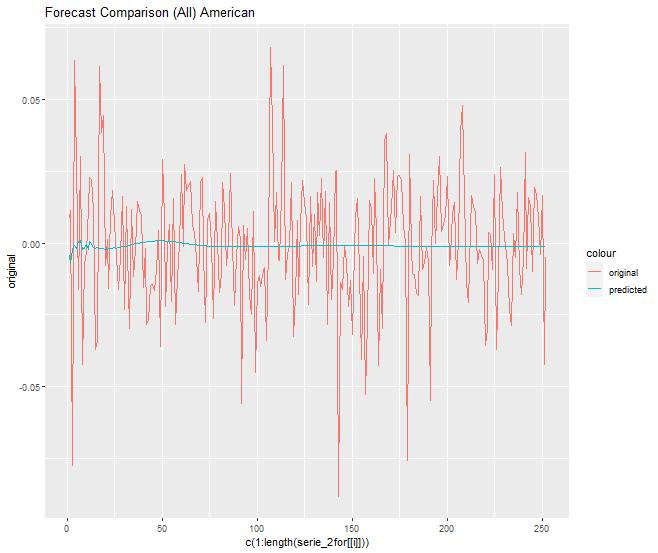 Forecast Comparison (All) American
0.05
0.00
-0.05
original
0
50
100
150
200
250
c(1:length(serie_2for[[i]]))
colour
original
predicted